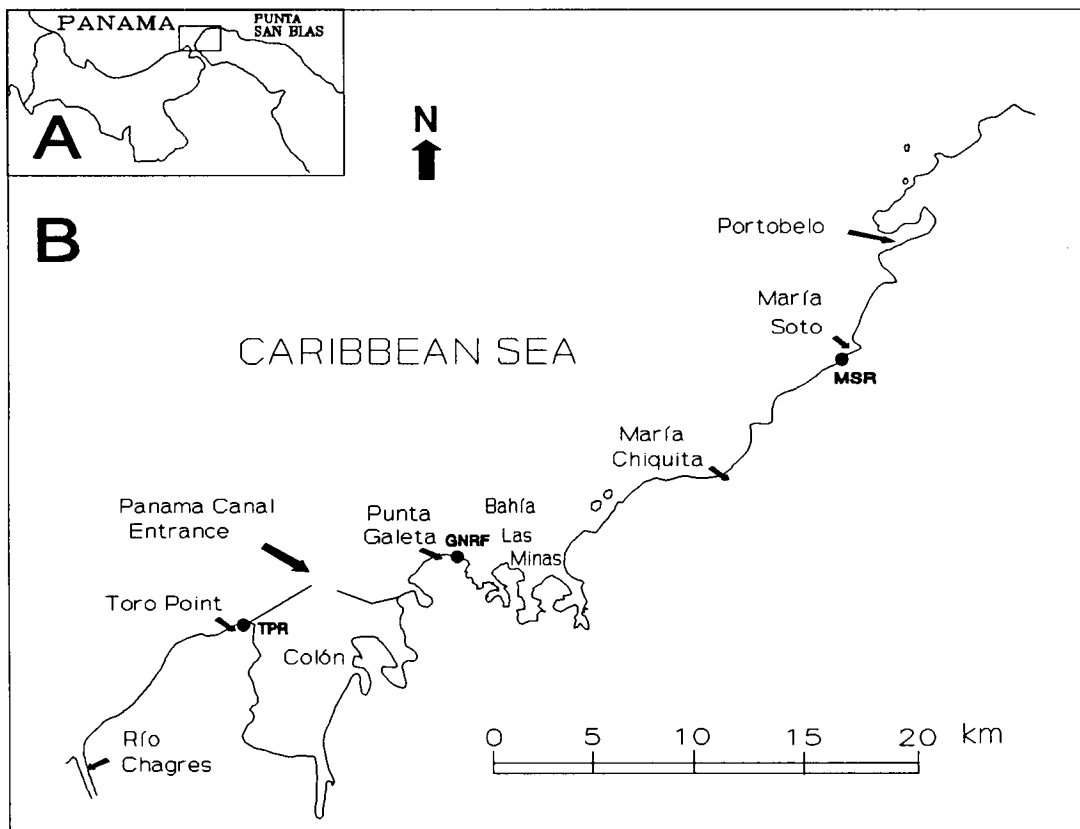 PANAMA
PUNTA
SAN BLAS
A
N
B
Portobelo
María
Soto
CARIBBEAN SEA
MSR
María
Chiquita
Panama Canal
Entrance
Punta
Galeta
GNRF
Bahía
Las
Minas
Toro Point
TPR
Colón
Río
Chagres
0 5 10 15 20 km